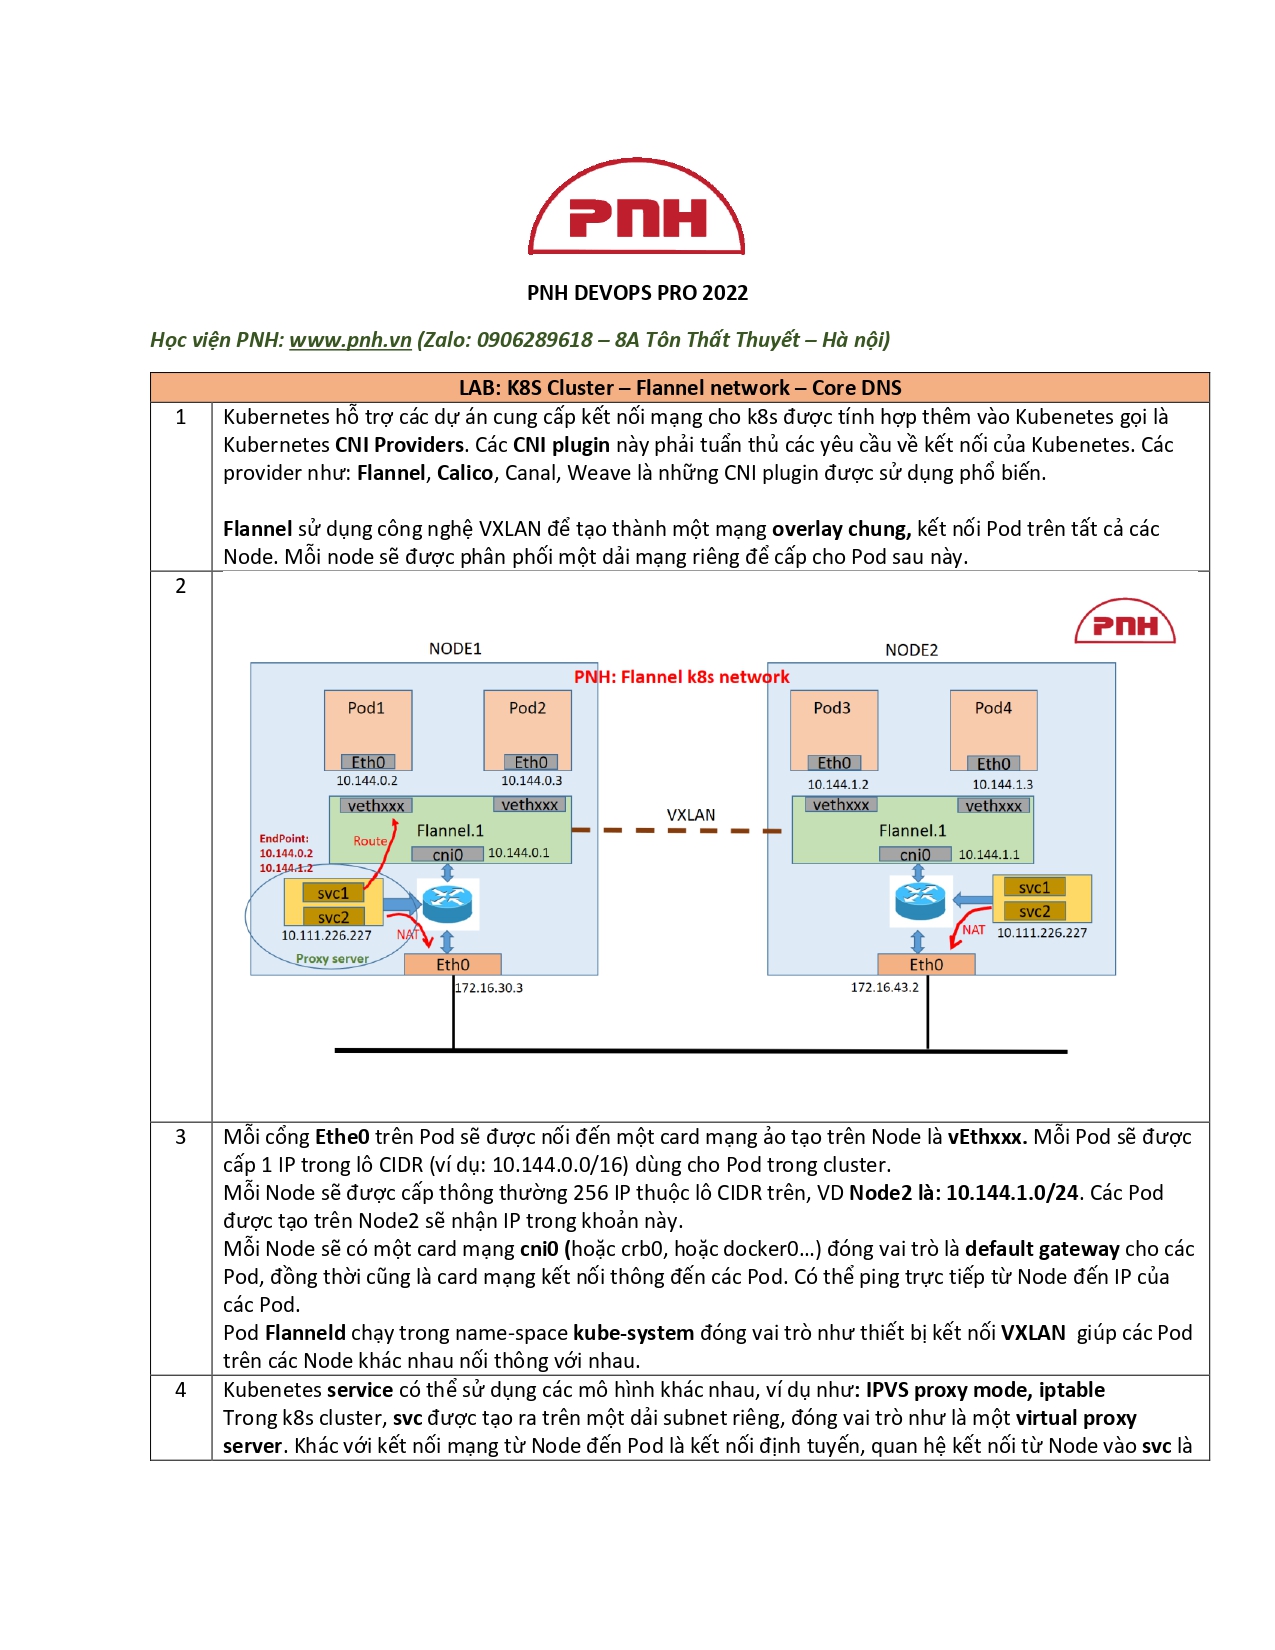 PNH
PNH DEVOPS PRO 2022
Học viện PNH: www.pnh.vn (Zalo: 0906289618 – 8A Tôn Thất Thuyết – Hà nội)
LAB: K8S Cluster – Flannel network – Core DNS
1
Kubernetes hỗ trợ các dự án cung cấp kết nối mạng cho k8s được tính hợp thêm vào Kubenetes gọi là
Kubernetes CNI Providers. Các CNI plugin này phải tuẩn thủ các yêu cầu về kết nối của Kubenetes. Các
provider như: Flannel, Calico, Canal, Weave là những CNI plugin được sử dụng phổ biến.
Flannel sử dụng công nghệ VXLAN để tạo thành một mạng overlay chung, kết nối Pod trên tất cả các
Node. Mỗi node sẽ được phân phối một dải mạng riêng để cấp cho Pod sau này.
2
PNH
NODE1
NODE2
PNH: Flannel k8s network
Pod1
Pod2
Pod3
Pod4
Eth0
Eth0
Eth0
Eth0
10.144.0.2
10.144.0.3
10.144.1.2
10.144.1.3
vethxxx
vethxxx
vethxxx
vethxxx
VXLAN
Flannel.1
Flannel.1
EndPoint:
10.144.0.2
10.144.1.2
Route
cni0
10.144.0.1
cni0
10.144.1.1
svc1
svc2
10.111.226.227
NAT
Proxy server
svc1
svc2
NAT
10.111.226.227
Eth0
Eth0
172.16.30.3
172.16.43.2
3
Mỗi cổng Ethe0 trên Pod sẽ được nối đến một card mạng ảo tạo trên Node là vEthxxx. Mỗi Pod sẽ được
cấp 1 IP trong lô CIDR (ví dụ: 10.144.0.0/16) dùng cho Pod trong cluster.
Mỗi Node sẽ được cấp thông thường 256 IP thuộc lô CIDR trên, VD Node2 là: 10.144.1.0/24. Các Pod
được tạo trên Node2 sẽ nhận IP trong khoản này.
Mỗi Node sẽ có một card mạng cni0 (hoặc crb0, hoặc docker0...) đóng vai trò là default gateway cho các
Pod, đồng thời cũng là card mạng kết nối thông đến các Pod. Có thể ping trực tiếp từ Node đến IP của
các Pod.
Pod Flanneld chạy trong name-space kube-system đóng vai trò như thiết bị kết nối VXLAN giúp các Pod
trên các Node khác nhau nối thông với nhau.
4
Kubenetes service có thể sử dụng các mô hình khác nhau, ví dụ như: IPVS proxy mode, iptable
Trong k8s cluster, svc được tạo ra trên một dải subnet riêng, đóng vai trò như là một virtual proxy
server. Khác với kết nối mạng từ Node đến Pod là kết nối định tuyến, quan hệ kết nối từ Node vào svc là